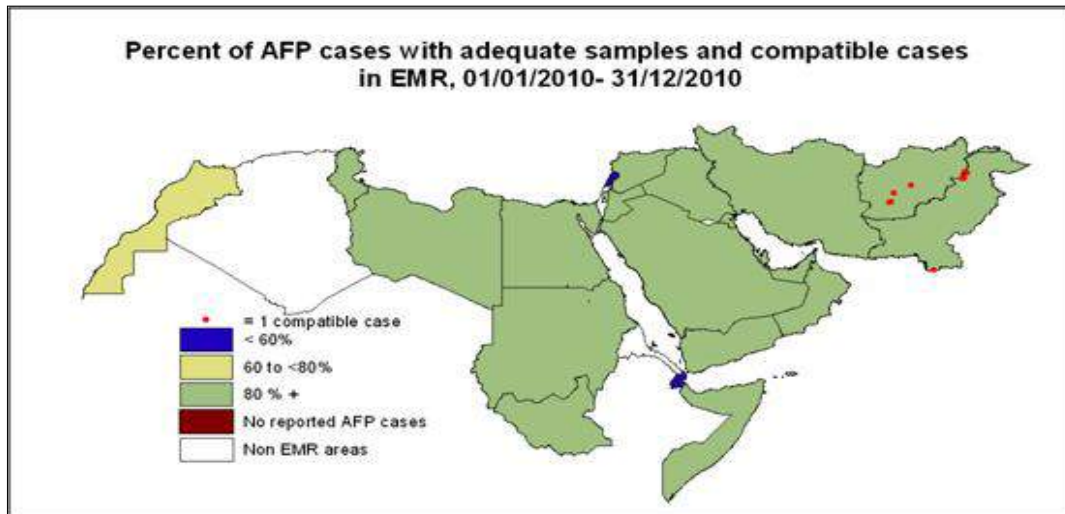 Percent of AFP cases with adequate samples and compatible cases
in EMR, 01/01/2010- 31/12/2010
= 1 compatible case
< 60%
60 to <80%
80 % +
No reported AFP cases
Non EMR areas